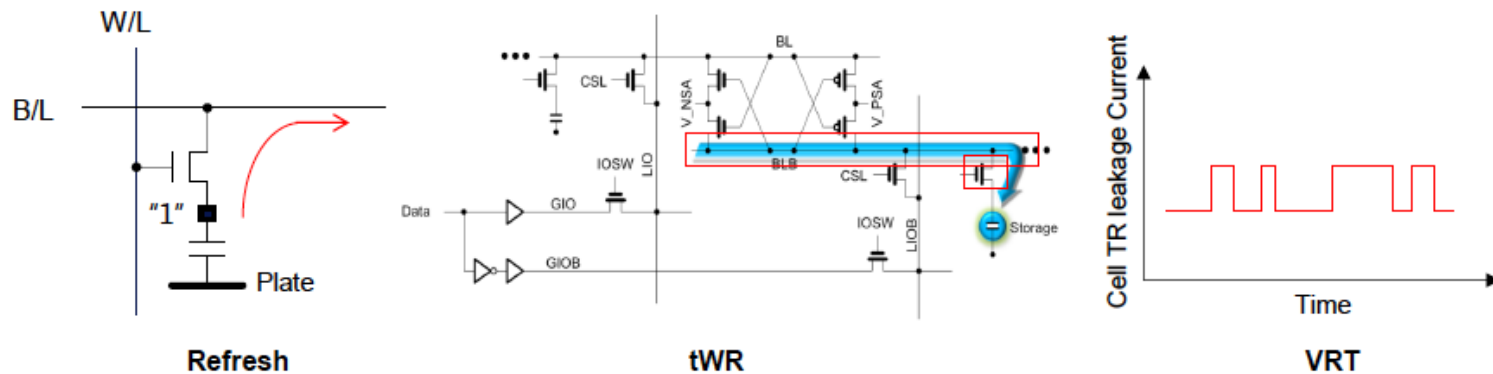 W/L
B/L
"1"
Plate
Refresh
BL
CSL
V_NSA
V_PSA
LIO
BLB
IOSW
CSL
Data
GIO
IOSW
LIOB
Storage
GIOB
tWR
Cell TR leakage Current
Time
VRT